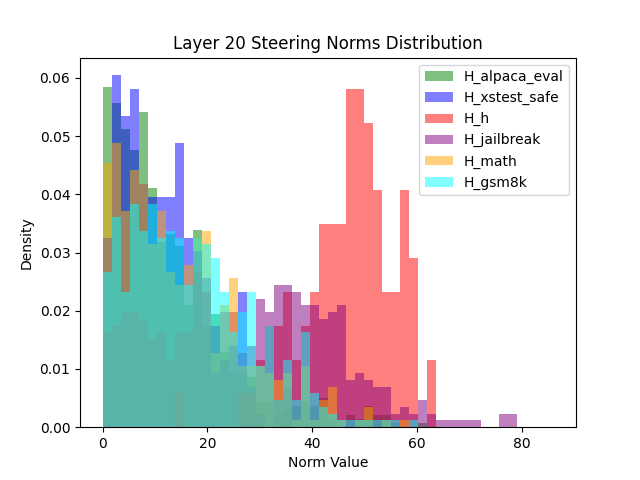 Layer 20 Steering Norms Distribution
H_alpaca_eval
H_xstest_safe
H_h
H_jailbreak
H_math
H_gsm8k
0.06
0.05
0.04
0.03
0.02
0.01
0.00
Density
0 20 40 60 80
Norm Value